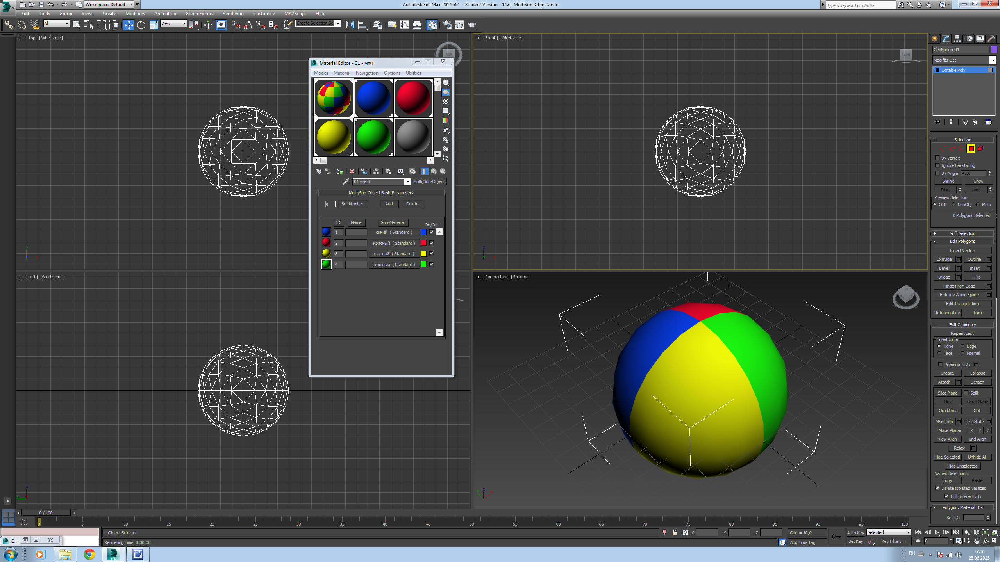 Workspace: Default
Autodesk 3ds Max 2014 x64 - Student Version 14.6_ MultiSub-Object.max
Type a keyword or phrase
Edit Tools Group Views Create Modifiers Animation Graph Editors Rendering Customize MAXScript Help
All
View
Create Selection Se
[+] [Top] [Wireframe]
[+] [Front] [Wireframe]
TOP
FRONT
Material Editor - 01 - мяч
Modes Material Navigation Options Utilities
01 - мяч
Multi/Sub-Object
Multi/Sub-Object Basic Parameters
4 Set Number Add Delete
ID Name Sub-Material On/Off
1 синий (Standard)
2 красный (Standard)
3 желтый (Standard)
4 зеленый (Standard)
[+] [Left] [Wireframe]
[+] [Perspective] [Shaded]
GeoSphere01
Modifier List
Editable Poly
Selection
By Vertex
Ignore Backfacing
By Angle: 45,0
Shrink Grow
Ring Loop
Preview Selection
Off SubObj Multi
0 Polygons Selected
Soft Selection
Edit Polygons
Insert Vertex
Extrude Outline
Bevel Inset
Bridge Flip
Hinge From Edge
Extrude Along Spline
Edit Triangulation
Retriangulate Turn
Edit Geometry
Repeat Last
Constraints
None Edge
Face Normal
Preserve UVs
Create Collapse
Attach Detach
Slice Plane Split
Slice Reset Plane
QuickSlice Cut
MSmooth Tessellate
Make Planar X Y Z
View Align Grid Align
Relax
Hide Selected Unhide All
Hide Unselected
Named Selections:
Copy Paste
Delete Isolated Vertices
Full Interactivity
Polygon: Material IDs
Set ID:
0 / 100
0 5 10 15 20 25 30 35 40 45 50 55 60 65 70 75 80 85 90 95 100
1 Object Selected
X: Y: Z: Grid = 10,0
Auto Key Selected
C...
Rendering Time 0:00:00
Add Time Tag
Set Key Key Filters... 0
RU
17:18
25.06.2015